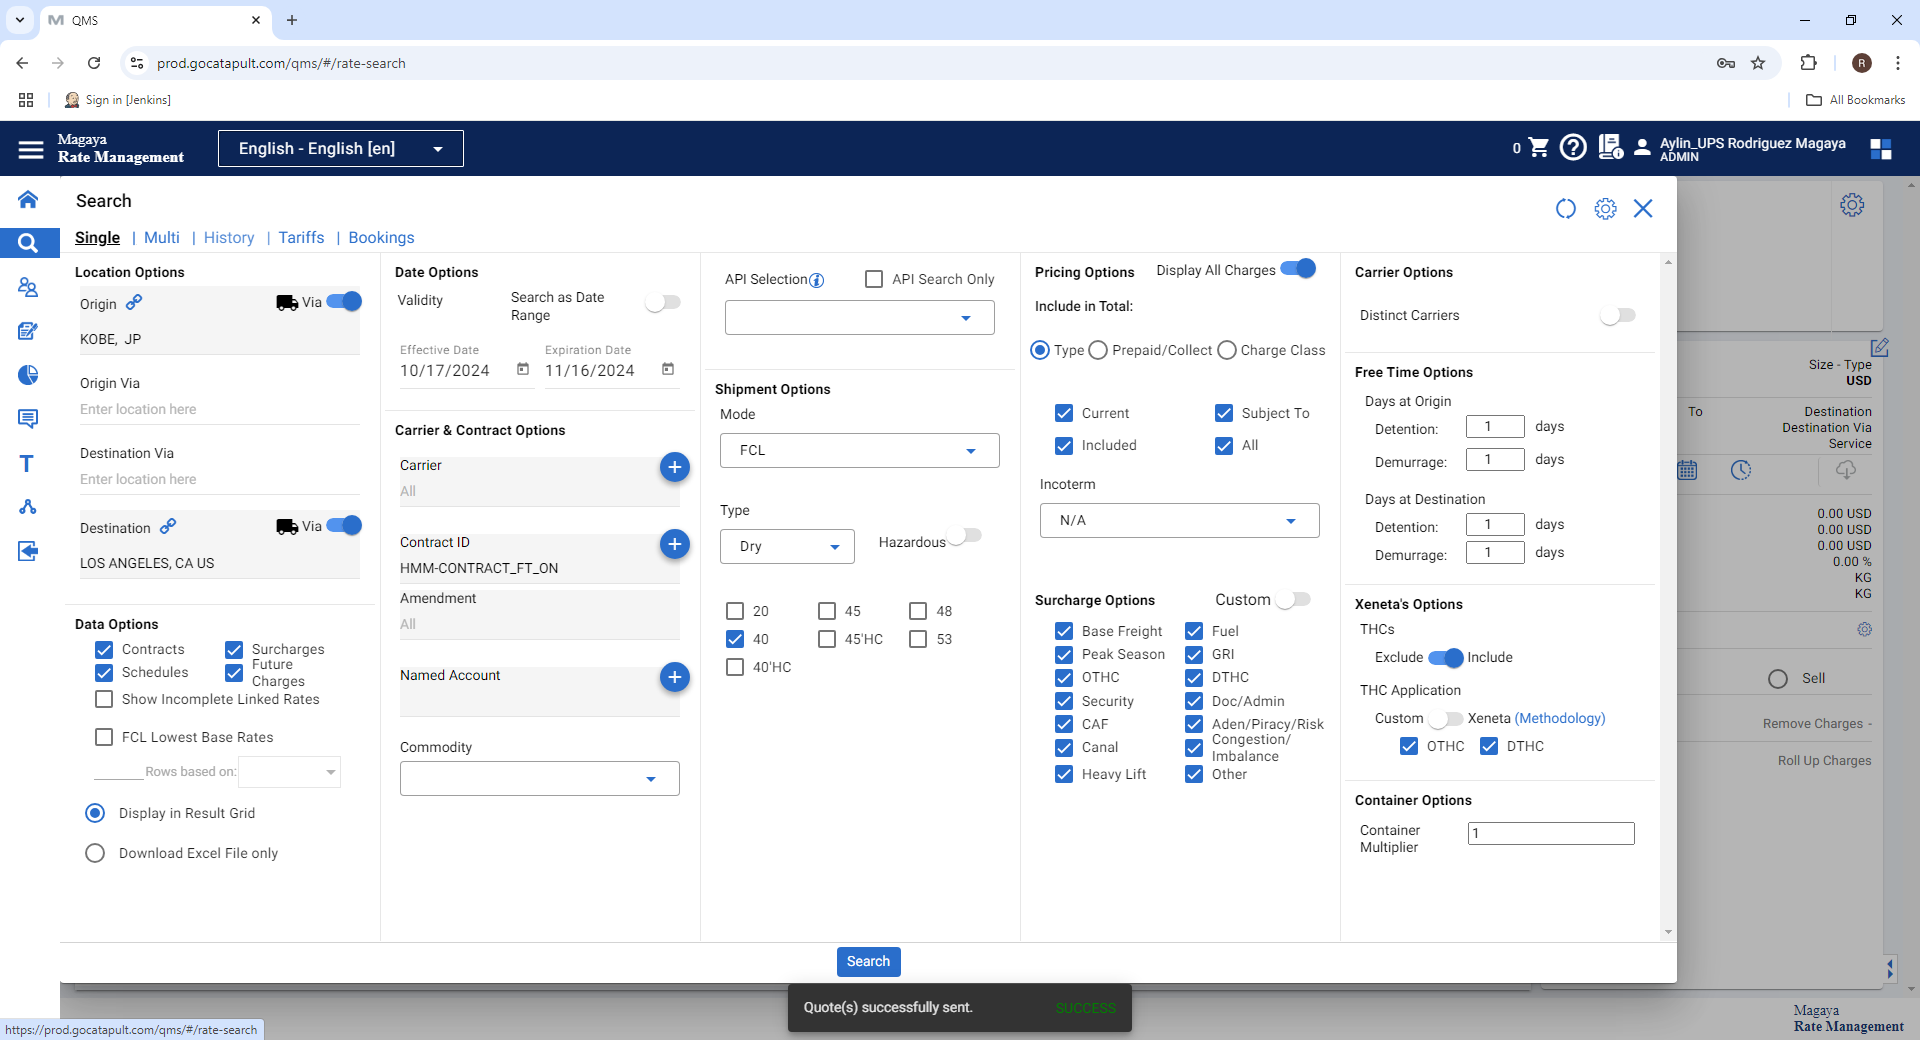 QMS
prod.gocatapult.com/qms/#/rate-search
R
Sign in [Jenkins]
All Bookmarks
Magaya
Rate Management
English - English [en]
0
Aylin_UPS Rodriguez Magaya
ADMIN
Search
Single | Multi | History | Tariffs | Bookings
Location Options
Origin
Via
KOBE, JP
Origin Via
Enter location here
Destination Via
Enter location here
Destination
Via
LOS ANGELES, CA US
Data Options
Contracts
Surcharges
Schedules
Future Charges
Show Incomplete Linked Rates
FCL Lowest Base Rates
Rows based on:
Display in Result Grid
Download Excel File only
Date Options
Validity
Search as Date
Range
Effective Date
Expiration Date
10/17/2024
11/16/2024
Carrier & Contract Options
Carrier
All
Contract ID
HMM-CONTRACT_FT_ON
Amendment
All
Named Account
Commodity
API Selection
API Search Only
Shipment Options
Mode
FCL
Type
Dry
Hazardous
20
45
48
40
45'HC
53
40'HC
Pricing Options
Display All Charges
Include in Total:
Type
Prepaid/Collect
Charge Class
Current
Subject To
Included
All
Incoterm
N/A
Surcharge Options
Custom
Base Freight
Fuel
Peak Season
GRI
OTHC
DTHC
Security
Doc/Admin
CAF
Aden/Piracy/Risk
Canal
Congestion/
Imbalance
Heavy Lift
Other
Carrier Options
Distinct Carriers
Free Time Options
Days at Origin
Detention: 1 days
Demurrage: 1 days
Days at Destination
Detention: 1 days
Demurrage: 1 days
Xeneta's Options
THCs
Exclude
Include
THC Application
Custom
Xeneta (Methodology)
OTHC
DTHC
Container Options
Container
Multiplier
1
Search
Size - Type
USD
To
Destination
Destination Via
Service
0.00 USD
0.00 USD
0.00 USD
0.00 %
KG
KG
Sell
Remove Charges -
Roll Up Charges
Quote(s) successfully sent.
SUCCESS
https://prod.gocatapult.com/qms/#/rate-search
Magaya
Rate Management